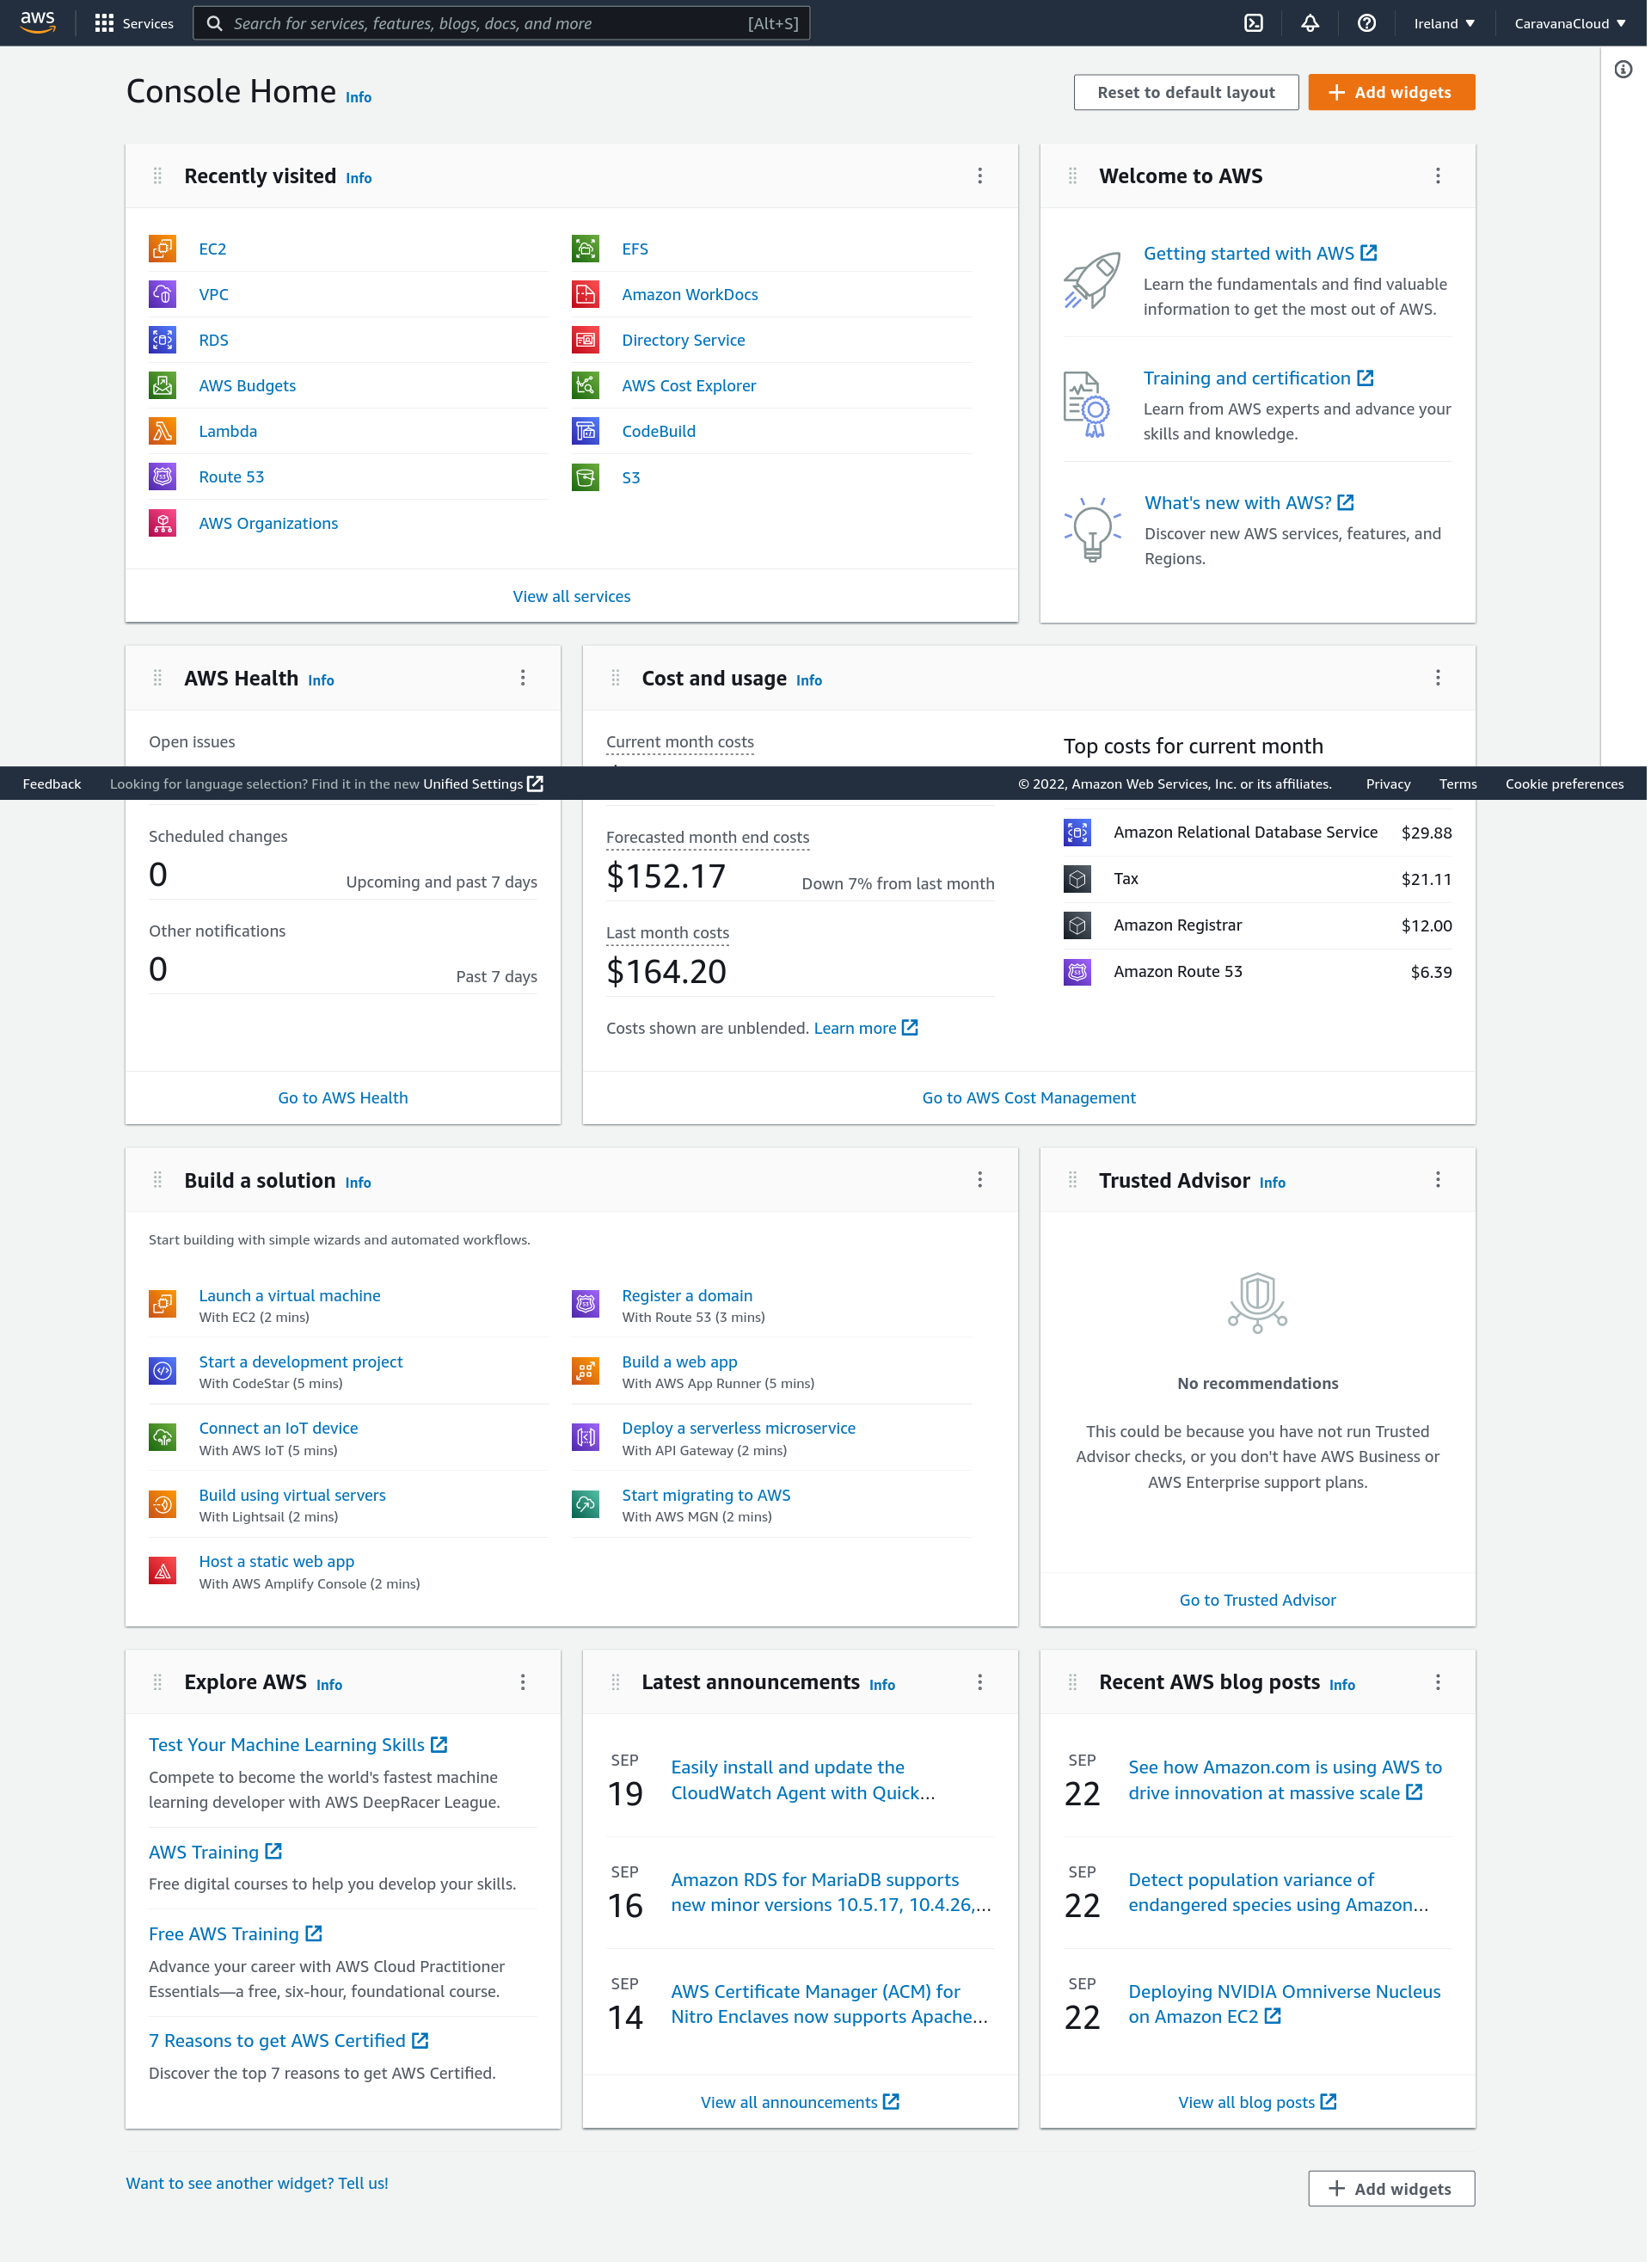 aws
Services
Search for services, features, blogs, docs, and more
[Alt+S]
Ireland
CaravanaCloud
Console Home Info
Reset to default layout
Add widgets
Recently visited Info
EC2
VPC
RDS
AWS Budgets
Lambda
Route 53
AWS Organizations
EFS
Amazon WorkDocs
Directory Service
AWS Cost Explorer
CodeBuild
S3
View all services
Welcome to AWS
Getting started with AWS
Learn the fundamentals and find valuable
information to get the most out of AWS.
Training and certification
Learn from AWS experts and advance your
skills and knowledge.
What's new with AWS?
Discover new AWS services, features, and
Regions.
AWS Health Info
Open issues
Cost and usage Info
Current month costs
Top costs for current month
Feedback
Looking for language selection? Find it in the new Unified Settings
© 2022, Amazon Web Services, Inc. or its affiliates.
Privacy
Terms
Cookie preferences
Scheduled changes
0
Upcoming and past 7 days
Other notifications
0
Past 7 days
Go to AWS Health
Forecasted month end costs
$152.17
Down 7% from last month
Last month costs
$164.20
Costs shown are unblended. Learn more
Amazon Relational Database Service $29.88
Tax $21.11
Amazon Registrar $12.00
Amazon Route 53 $6.39
Go to AWS Cost Management
Build a solution Info
Start building with simple wizards and automated workflows.
Launch a virtual machine
With EC2 (2 mins)
Start a development project
With CodeStar (5 mins)
Connect an IoT device
With AWS IoT (5 mins)
Build using virtual servers
With Lightsail (2 mins)
Host a static web app
With AWS Amplify Console (2 mins)
Register a domain
With Route 53 (3 mins)
Build a web app
With AWS App Runner (5 mins)
Deploy a serverless microservice
With API Gateway (2 mins)
Start migrating to AWS
With AWS MGN (2 mins)
Trusted Advisor Info
No recommendations
This could be because you have not run Trusted
Advisor checks, or you don't have AWS Business or
AWS Enterprise support plans.
Go to Trusted Advisor
Explore AWS Info
Test Your Machine Learning Skills
Compete to become the world's fastest machine
learning developer with AWS DeepRacer League.
AWS Training
Free digital courses to help you develop your skills.
Free AWS Training
Advance your career with AWS Cloud Practitioner
Essentials—a free, six-hour, foundational course.
7 Reasons to get AWS Certified
Discover the top 7 reasons to get AWS Certified.
Latest announcements Info
SEP
19
Easily install and update the
CloudWatch Agent with Quick...
SEP
16
Amazon RDS for MariaDB supports
new minor versions 10.5.17, 10.4.26,...
SEP
14
AWS Certificate Manager (ACM) for
Nitro Enclaves now supports Apache...
View all announcements
Recent AWS blog posts Info
SEP
22
See how Amazon.com is using AWS to
drive innovation at massive scale
SEP
22
Detect population variance of
endangered species using Amazon...
SEP
22
Deploying NVIDIA Omniverse Nucleus
on Amazon EC2
View all blog posts
Want to see another widget? Tell us!
Add widgets